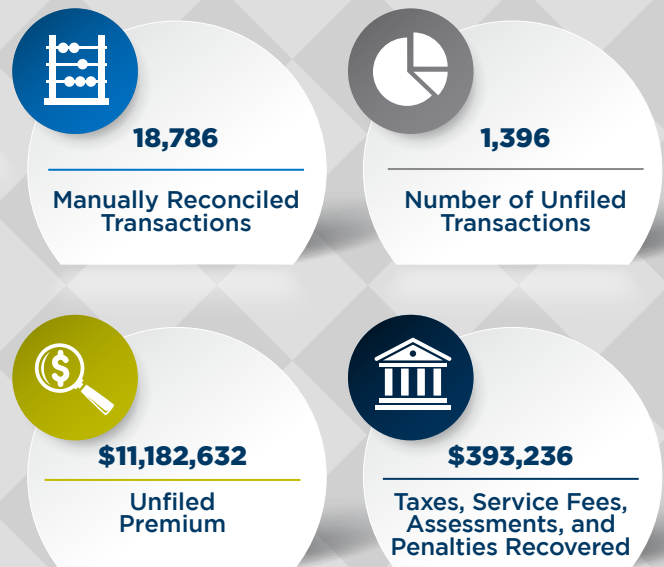 18,786
Manually Reconciled
Transactions
1,396
Number of Unfiled
Transactions
$
$11,182,632
Unfiled
Premium
$393,236
Taxes, Service Fees,
Assessments, and
Penalties Recovered